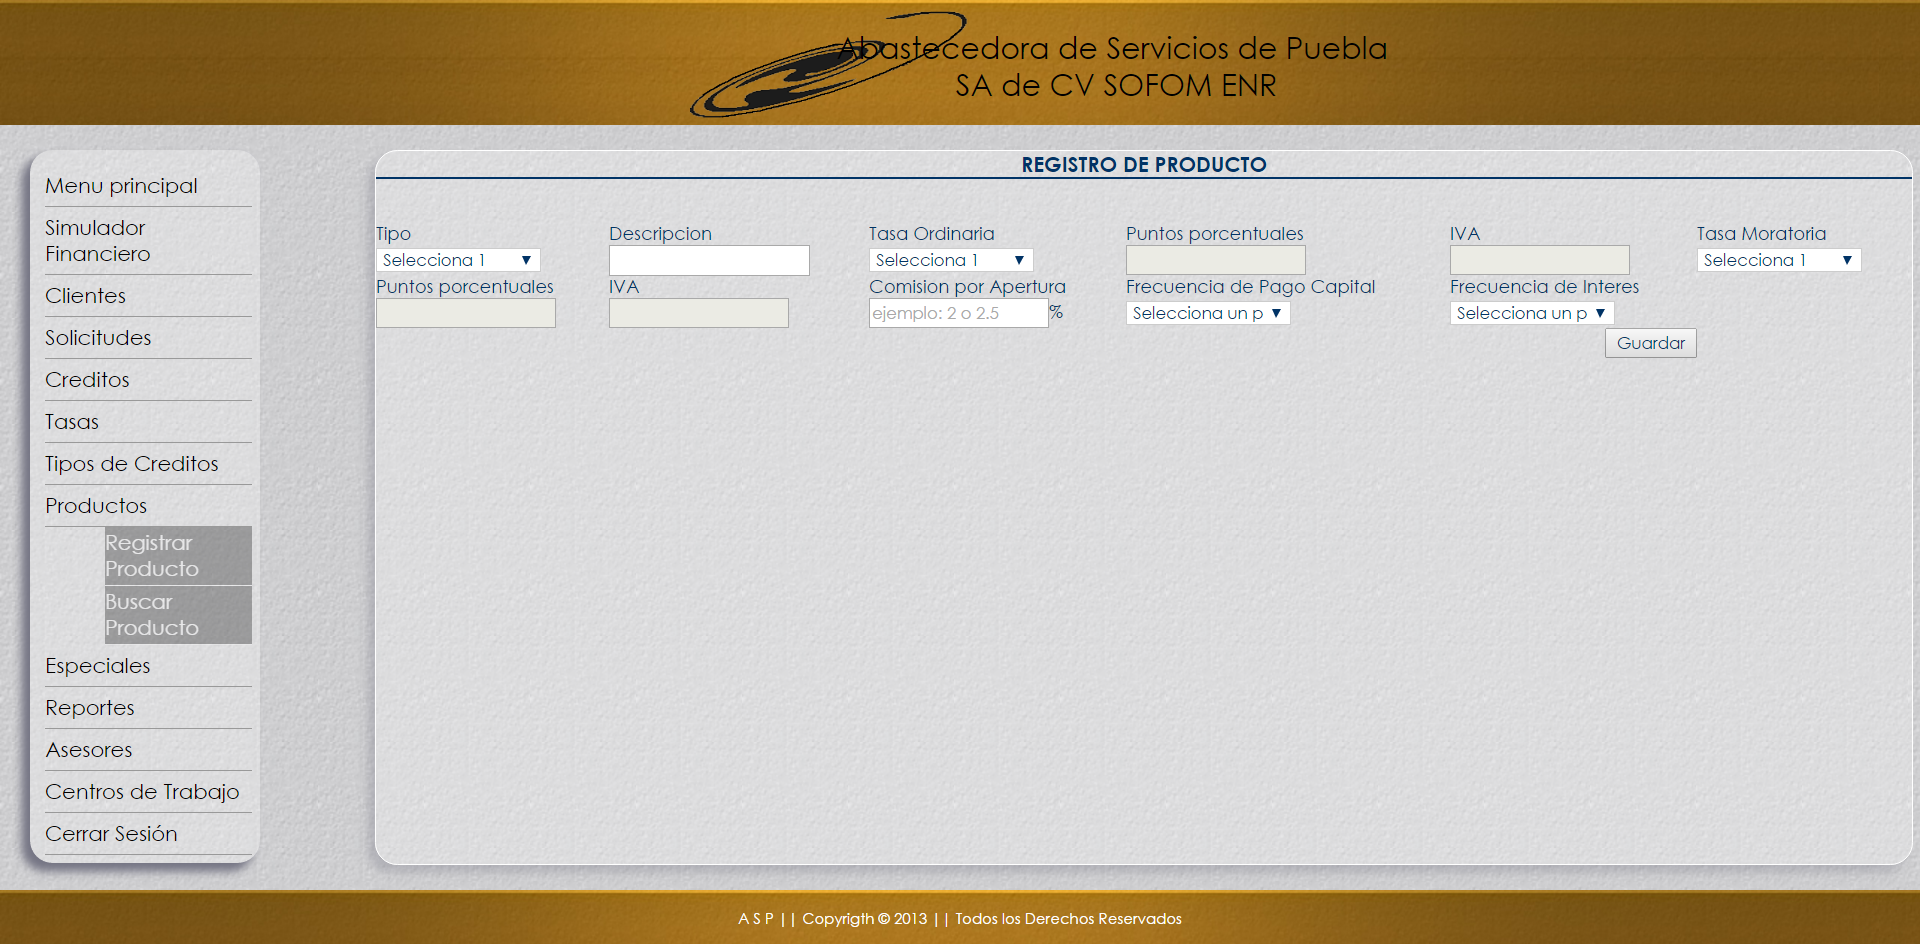 Abastecedora de Servicios de Puebla
SA de CV SOFOM ENR
Menu principal
Simulador
Financiero
Clientes
Solicitudes
Creditos
Tasas
Tipos de Creditos
Productos
Registrar
Producto
Buscar
Producto
Especiales
Reportes
Asesores
Centros de Trabajo
Cerrar Sesión
REGISTRO DE PRODUCTO
Tipo Descripcion Tasa Ordinaria Puntos porcentuales IVA Tasa Moratoria
Selecciona 1 Selecciona 1 Selecciona 1
Puntos porcentuales IVA Comision por Apertura Frecuencia de Pago Capital Frecuencia de Interes
ejemplo: 2 o 2.5 % Selecciona un p Selecciona un p
Guardar
A S P || Copyrigth © 2013 || Todos los Derechos Reservados